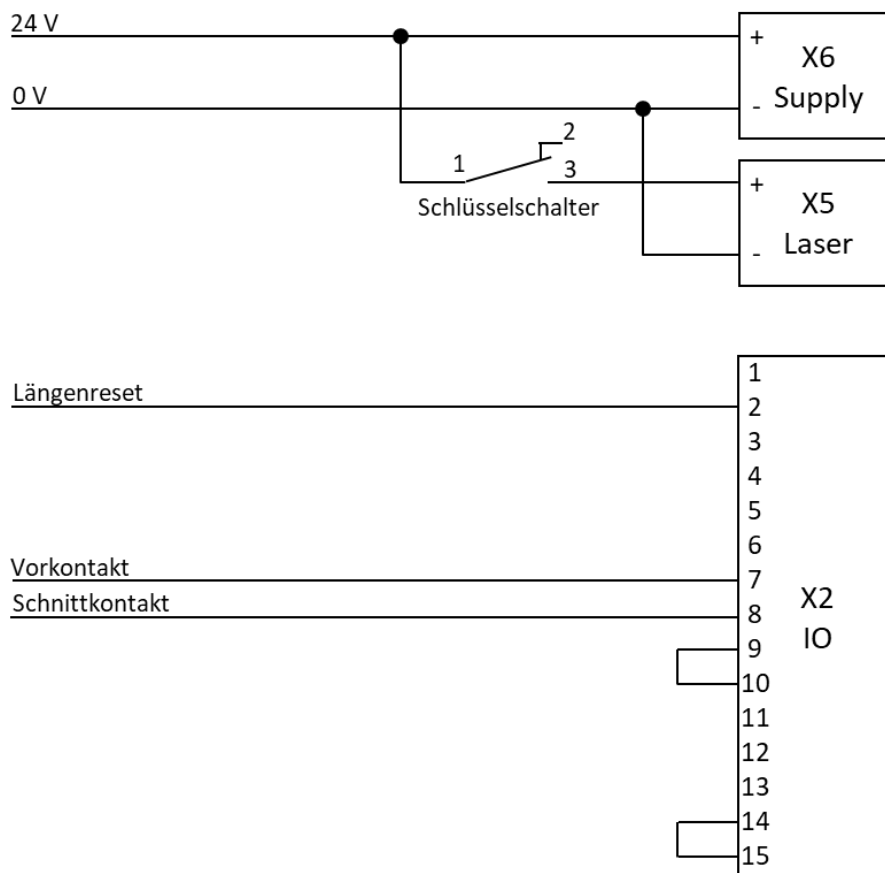 24 V
+
X6
Supply
0 V
-
2
1
3
+
Schlüsselschalter
X5
Laser
-
1
Längenreset
2
3
4
5
6
Vorkontakt
7
Schnittkontakt
8
X2
IO
9
10
11
12
13
14
15